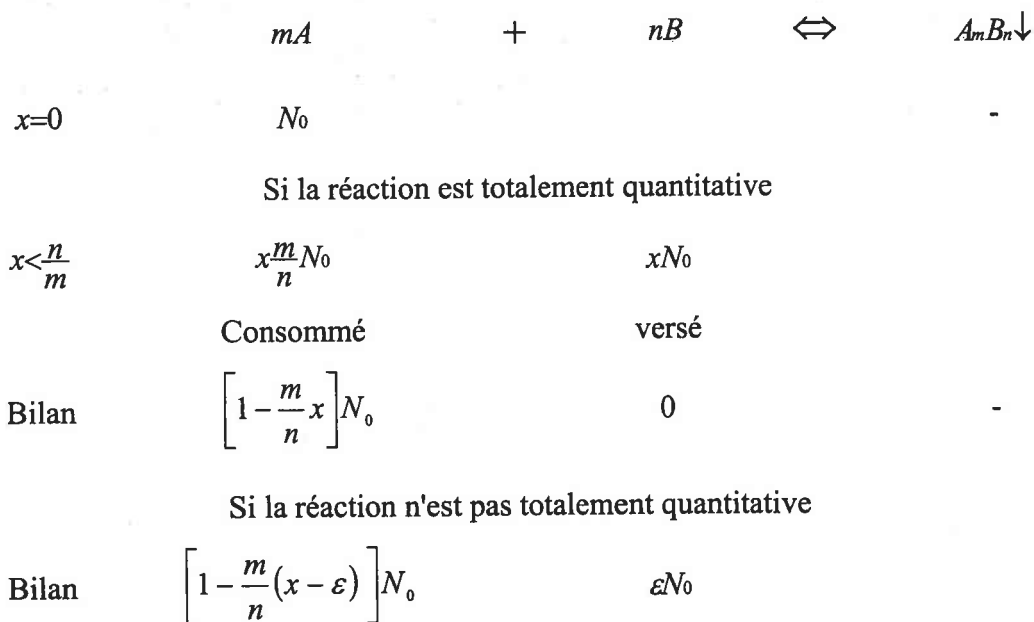 mA + nB ⇔ AmBn↓
x=0 N0 -
Si la réaction est totalement quantitative
x<n/m x m/n N0 xN0
Consommé versé
Bilan [1 - m/n x] N0 0 -
Si la réaction n'est pas totalement quantitative
Bilan [1 - m/n (x - ε)] N0 εN0